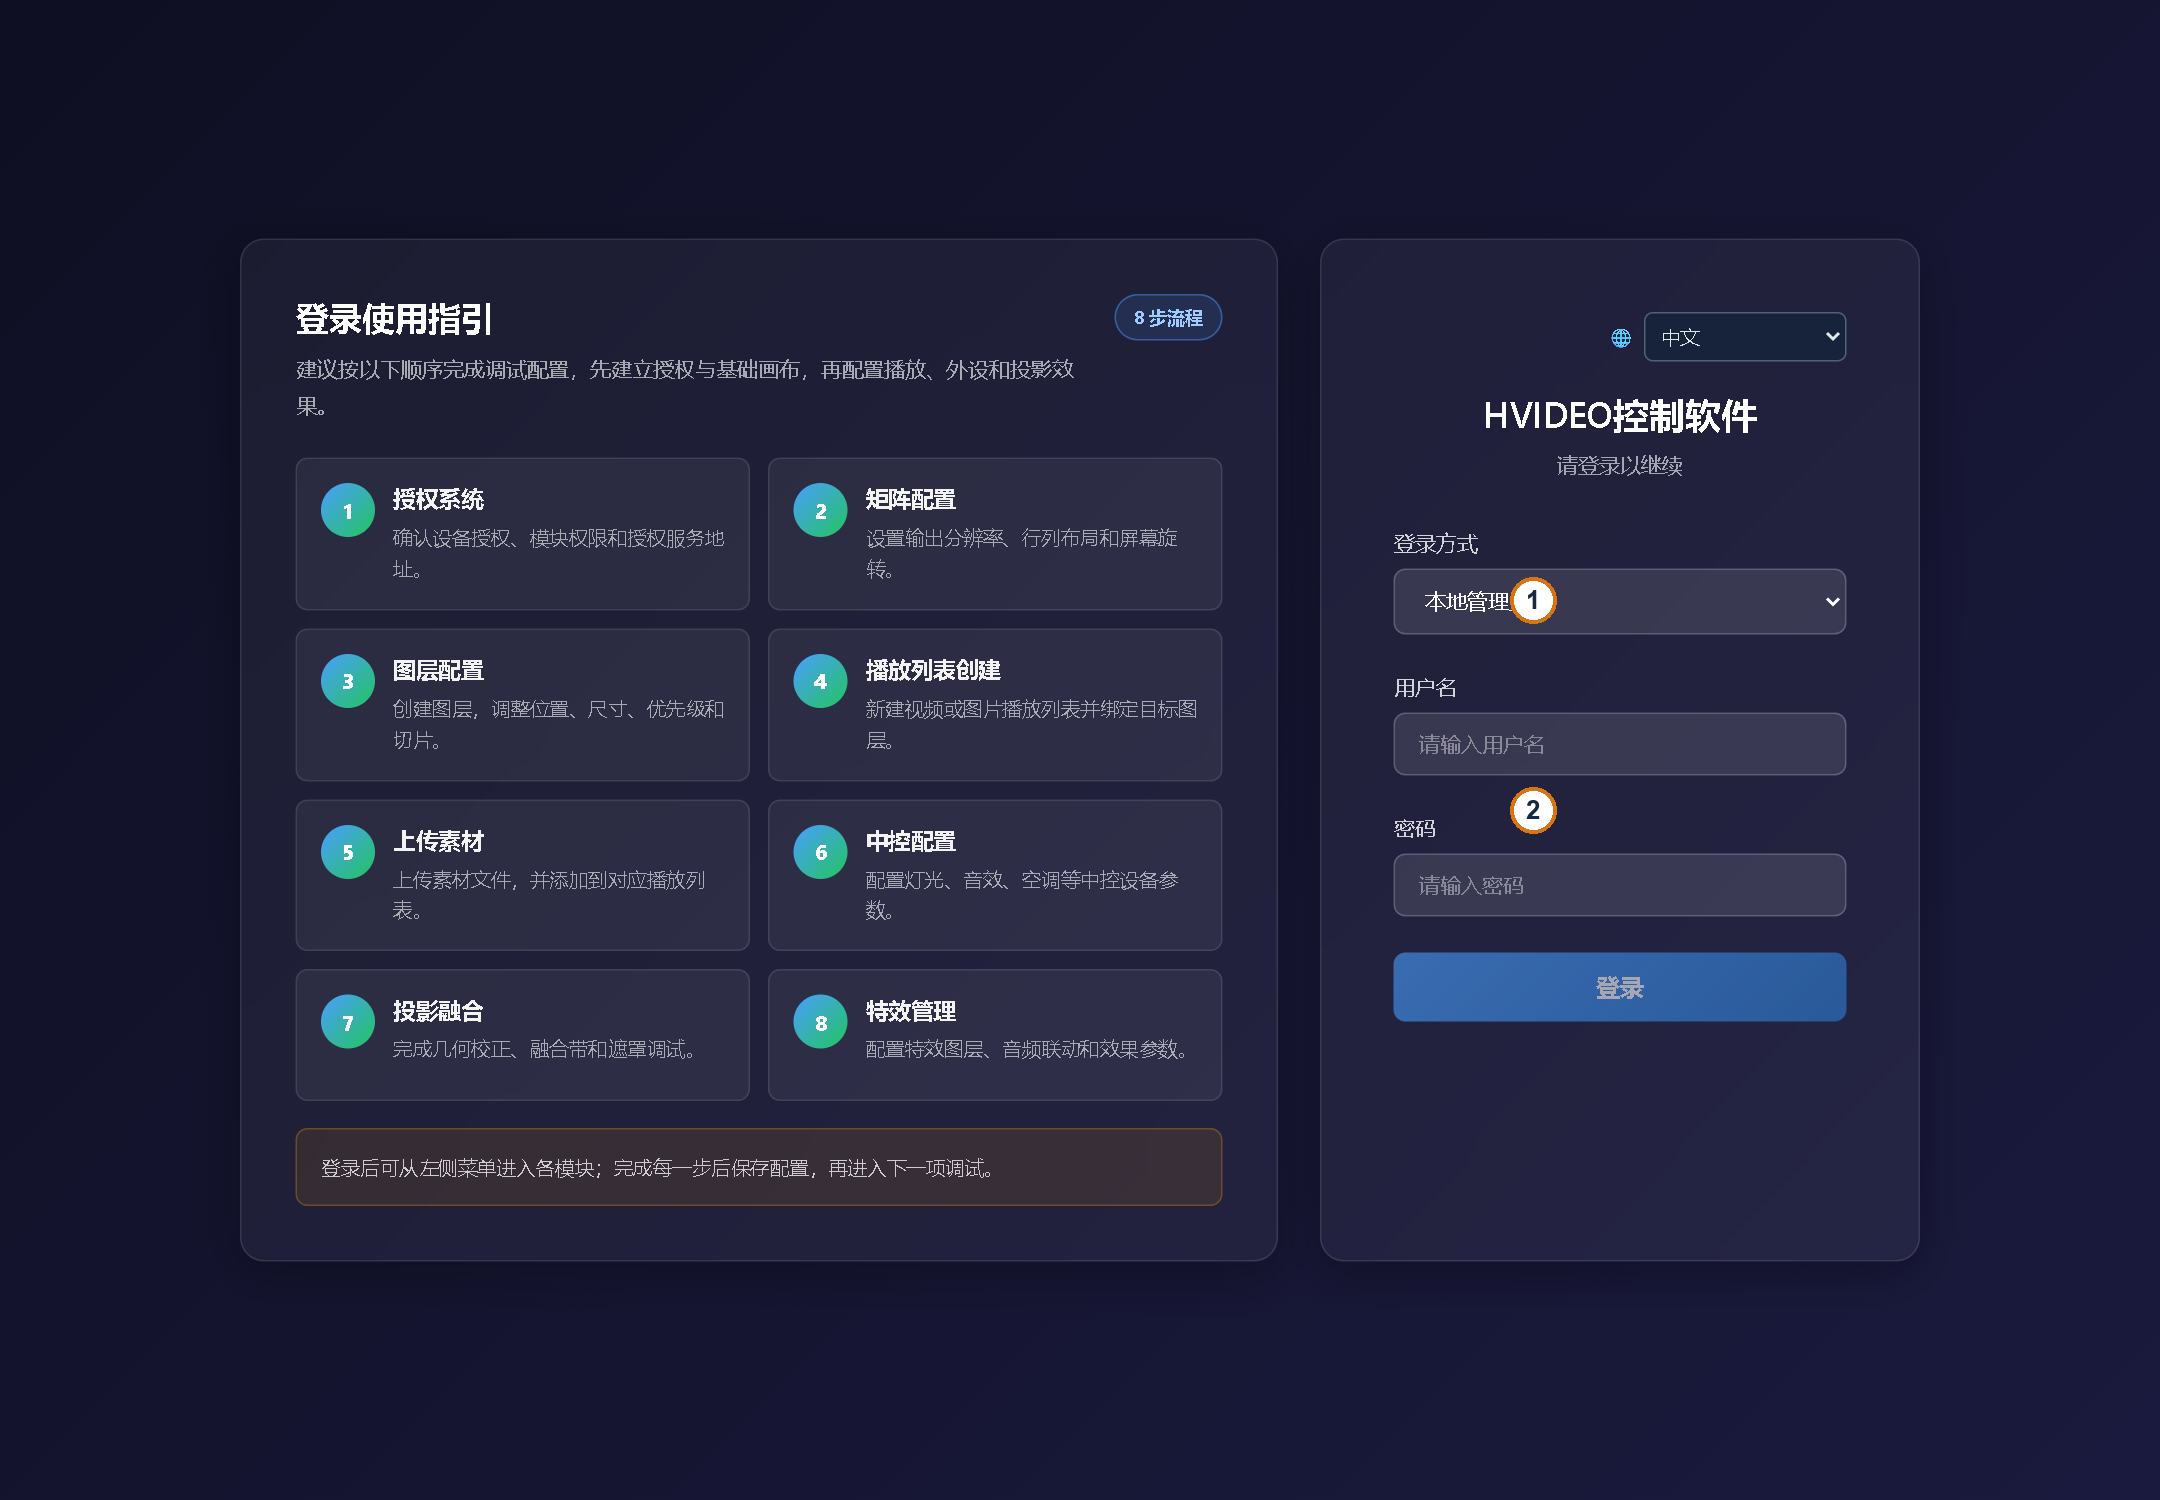 登录使用指引
8 步流程
建议按以下顺序完成调试配置，先建立授权与基础画布，再配置播放、外设和投影效
果。
1
授权系统
确认设备授权、模块权限和授权服务地
址。
2
矩阵配置
设置输出分辨率、行列布局和屏幕旋
转。
3
图层配置
创建图层，调整位置、尺寸、优先级和
切片。
4
播放列表创建
新建视频或图片播放列表并绑定目标图
层。
5
上传素材
上传素材文件，并添加到对应播放列
表。
6
中控配置
配置灯光、音效、空调等中控设备参
数。
7
投影融合
完成几何校正、融合带和遮罩调试。
8
特效管理
配置特效图层、音频联动和效果参数。
登录后可从左侧菜单进入各模块；完成每一步后保存配置，再进入下一项调试。
中文
HVIDEO控制软件
请登录以继续
登录方式
本地管理
1
用户名
请输入用户名
2
密码
请输入密码
登录